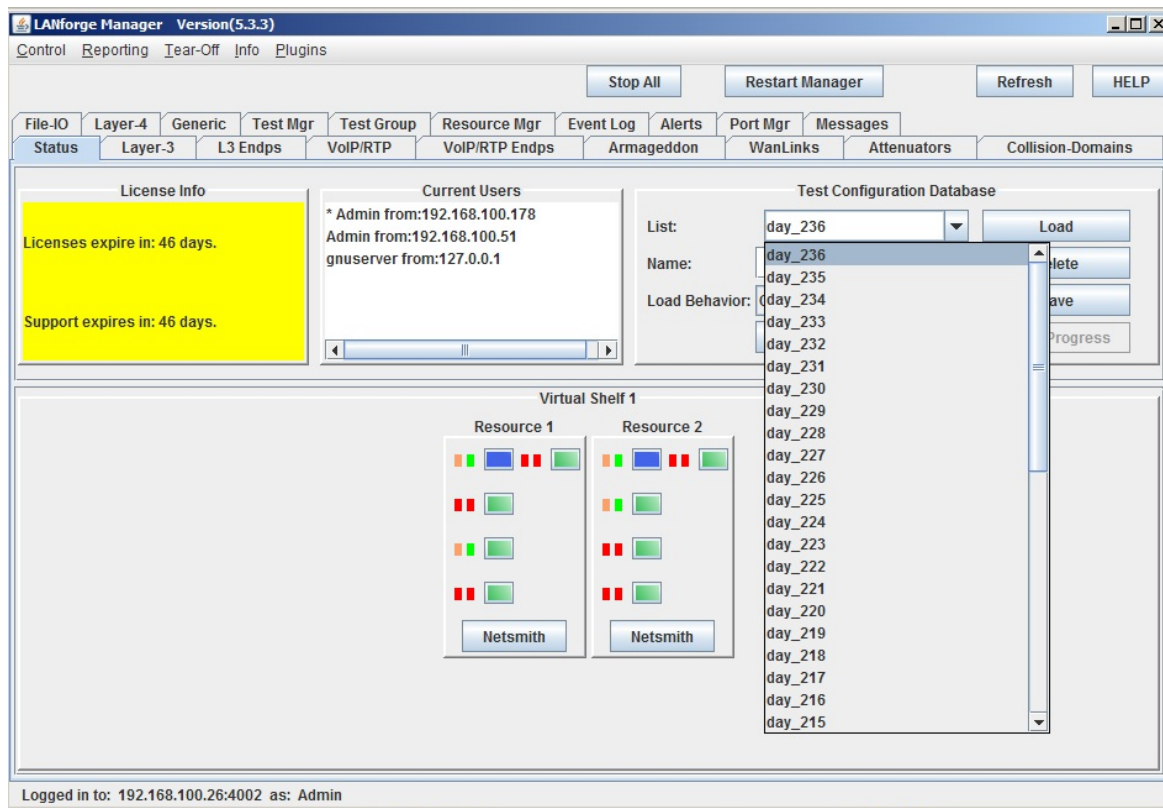 LANforge Manager Version(5.3.3)
Control Reporting Tear-Off Info Plugins
Stop All Restart Manager Refresh HELP
File-IO Layer-4 Generic Test Mgr Test Group Resource Mgr Event Log Alerts Port Mgr Messages
Status Layer-3 L3 Endps VoIP/RTP VoIP/RTP Endps Armageddon WanLinks Attenuators Collision-Domains
License Info
Licenses expire in: 46 days.
Support expires in: 46 days.
Current Users
* Admin from:192.168.100.178
Admin from:192.168.100.51
gnuserver from:127.0.0.1
Test Configuration Database
List: day_236 Load
Name:
Load Behavior:
Progress
day_236
day_235
day_234
day_233
day_232
day_231
day_230
day_229
day_228
day_227
day_226
day_225
day_224
day_223
day_222
day_221
day_220
day_219
day_218
day_217
day_216
day_215
Virtual Shelf 1
Resource 1 Resource 2
Netsmith Netsmith
Logged in to: 192.168.100.26:4002 as: Admin